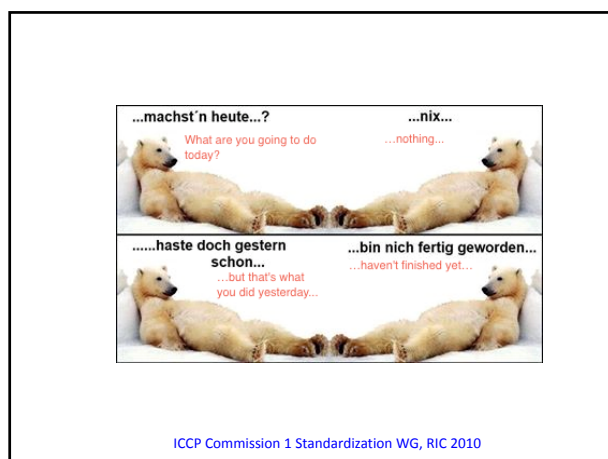 ...machst´n heute...?
What are you going to do
today?
...nix...
...nothing...
......haste doch gestern
schon...
...but that's what
you did yesterday...
...bin nich fertig geworden...
...haven't finished yet...
ICCP Commission 1 Standardization WG, RIC 2010